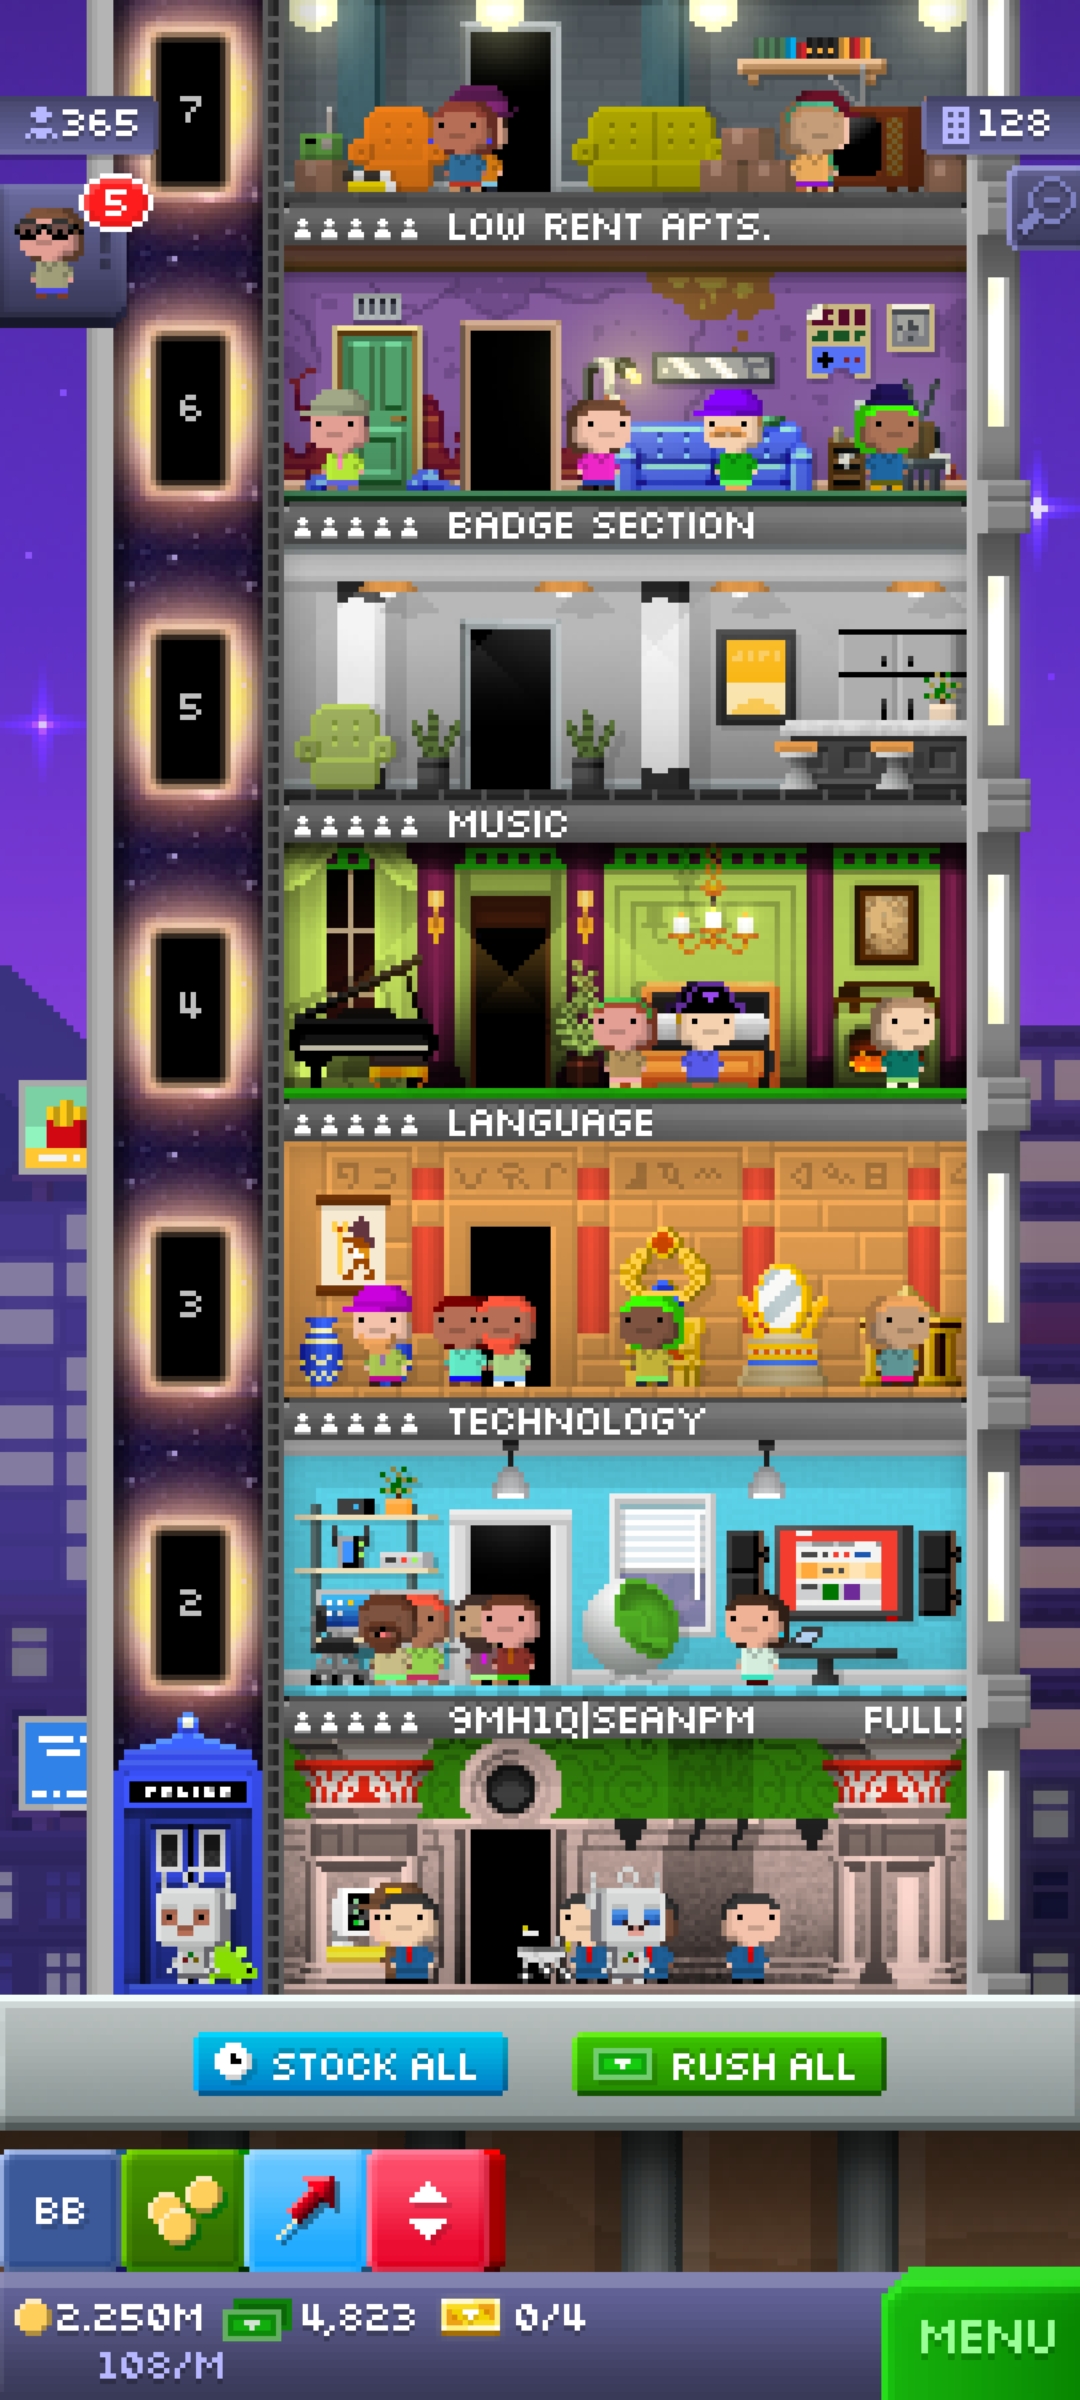 7
365
128
5
LOW RENT APTS.
6
BADGE SECTION
5
MUSIC
4
LANGUAGE
3
TECHNOLOGY
2
9MH1Q|SEANPM FULL!
POLICE
STOCK ALL
RUSH ALL
BB
2.250M 4,823 0/4
108/M
MENU